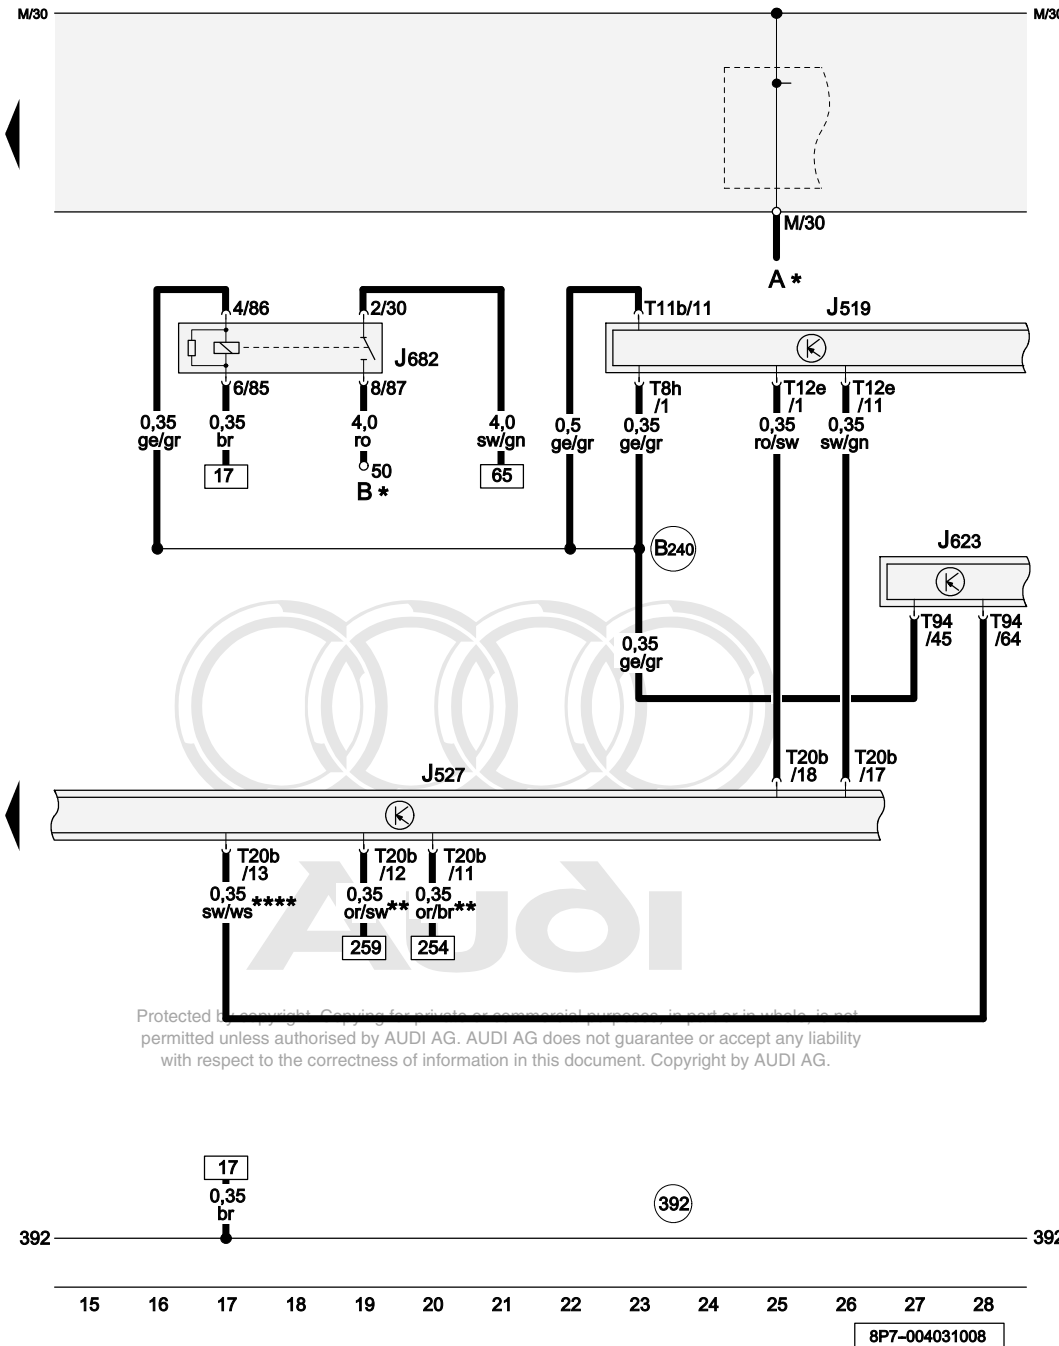 M/30 M/30
M/30
A *
4/86 2/30 T11b/11 J519
J682
6/85 8/87 T8h /1 T12e /1 T12e /11
0,35 ge/gr 0,35 br 4,0 ro 4,0 sw/gn 0,5 ge/gr 0,35 ge/gr 0,35 ro/sw 0,35 sw/gn
17 50 65
B *
B240 J623
T94 /45 T94 /64
0,35 ge/gr
T20b /18 T20b /17
J527
T20b /13 T20b /12 T20b /11
0,35 sw/ws **** 0,35 or/sw ** 0,35 or/br **
259 254
Audi
Protected by copyright. Copying for private or commercial purposes, in part or in whole, is not
permitted unless authorised by AUDI AG. AUDI AG does not guarantee or accept any liability
with respect to the correctness of information in this document. Copyright by AUDI AG.
17
0,35 br
392
392 392
15 16 17 18 19 20 21 22 23 24 25 26 27 28
8P7-004031008